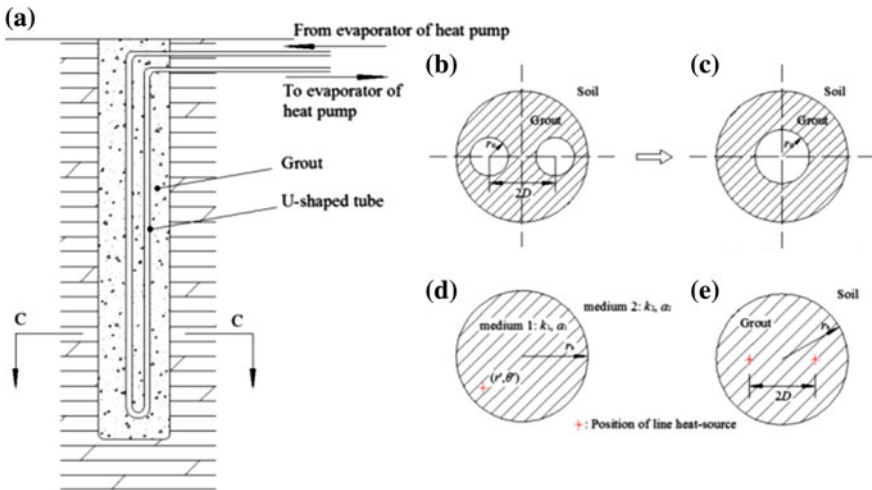 (a)
From evaporator of heat pump
To evaporator of
heat pump
Grout
U-shaped tube
C C
(b)
Soil
Grout
2D
(c)
Soil
Grout
(d)
medium 2: k₂, a₂
medium 1: k₁, a₁
(r',θ')
(e)
Soil
Grout
2D
: Position of line heat-source